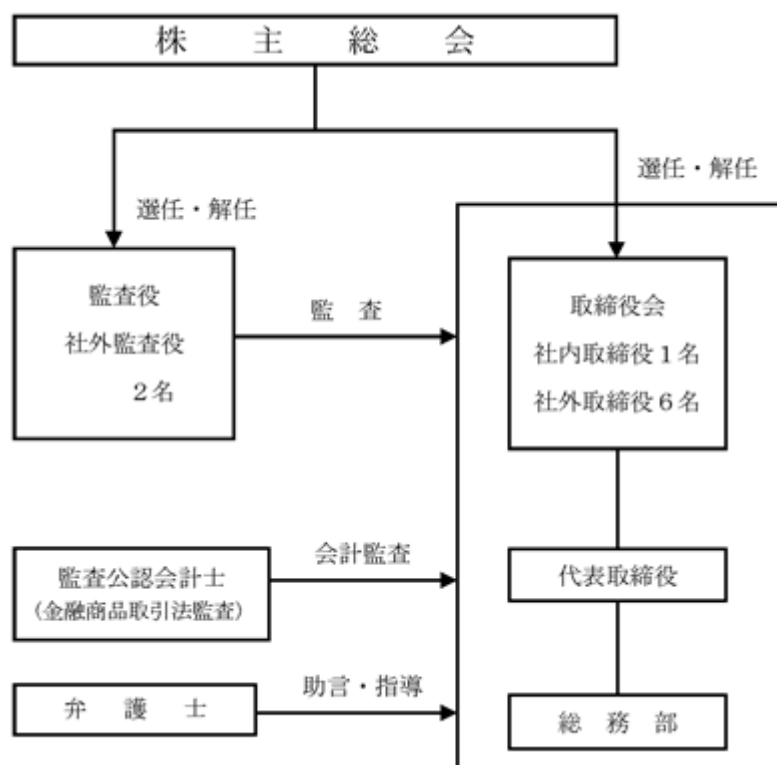 株主総会
選任・解任
選任・解任
監査役
社外監査役
2名
監査
取締役会
社内取締役1名
社外取締役6名
会計監査
監査公認会計士
(金融商品取引法監査)
代表取締役
助言・指導
弁護士
総務部